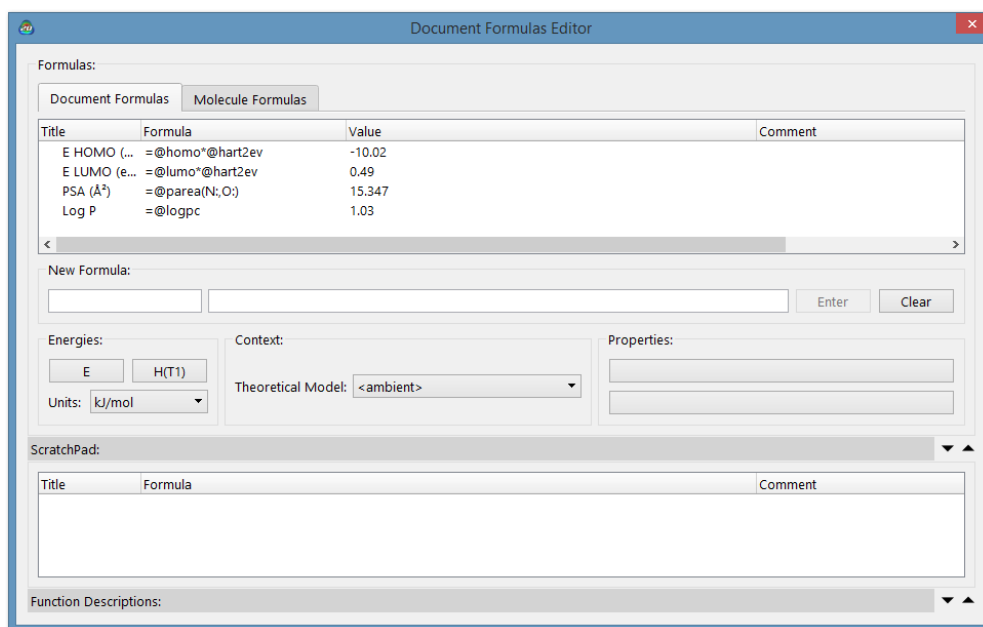 Document Formulas Editor
Formulas:
Document Formulas Molecule Formulas
Title Formula Value Comment
E HOMO (... =@homo*@hart2ev -10.02
E LUMO (e... =@lumo*@hart2ev 0.49
PSA (Å²) =@parea(N:,O:) 15.347
Log P =@logpc 1.03
New Formula:
Enter Clear
Energies: Context: Properties:
E H(T1)
Theoretical Model: <ambient>
Units: kJ/mol
ScratchPad:
Title Formula Comment
Function Descriptions: